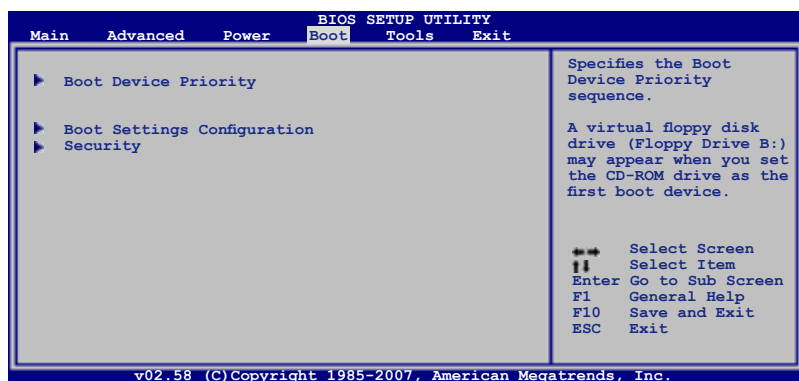 BIOS SETUP UTILITY
Main Advanced Power Boot Tools Exit
Boot Device Priority
Boot Settings Configuration
Security
Specifies the Boot
Device Priority
sequence.
A virtual floppy disk
drive (Floppy Drive B:)
may appear when you set
the CD-ROM drive as the
first boot device.
←→ Select Screen
↑↓ Select Item
Enter Go to Sub Screen
F1 General Help
F10 Save and Exit
ESC Exit
v02.58 (C)Copyright 1985-2007, American Megatrends, Inc.